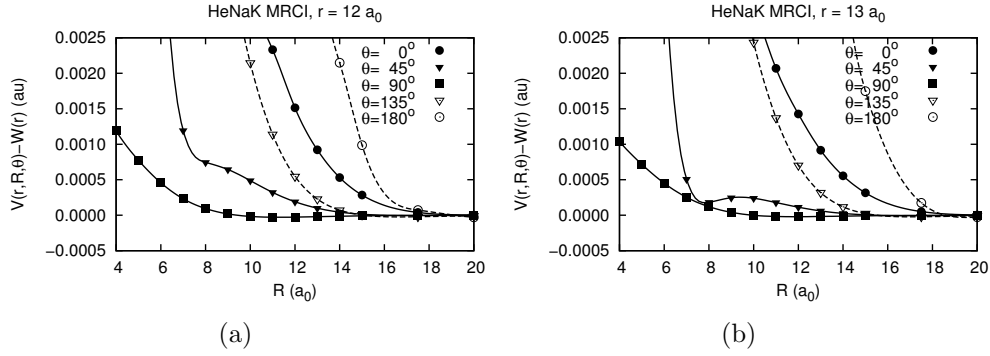 HeNaK MRCI, r = 12 a0
V(r,R,θ)−W(r) (au)
0.0025
0.0020
0.0015
0.0010
0.0005
0.0000
−0.0005
θ= 0°
θ= 45°
θ= 90°
θ=135°
θ=180°
4 6 8 10 12 14 16 18 20
R (a0)
(a)
HeNaK MRCI, r = 13 a0
V(r,R,θ)−W(r) (au)
0.0025
0.0020
0.0015
0.0010
0.0005
0.0000
−0.0005
θ= 0°
θ= 45°
θ= 90°
θ=135°
θ=180°
4 6 8 10 12 14 16 18 20
R (a0)
(b)